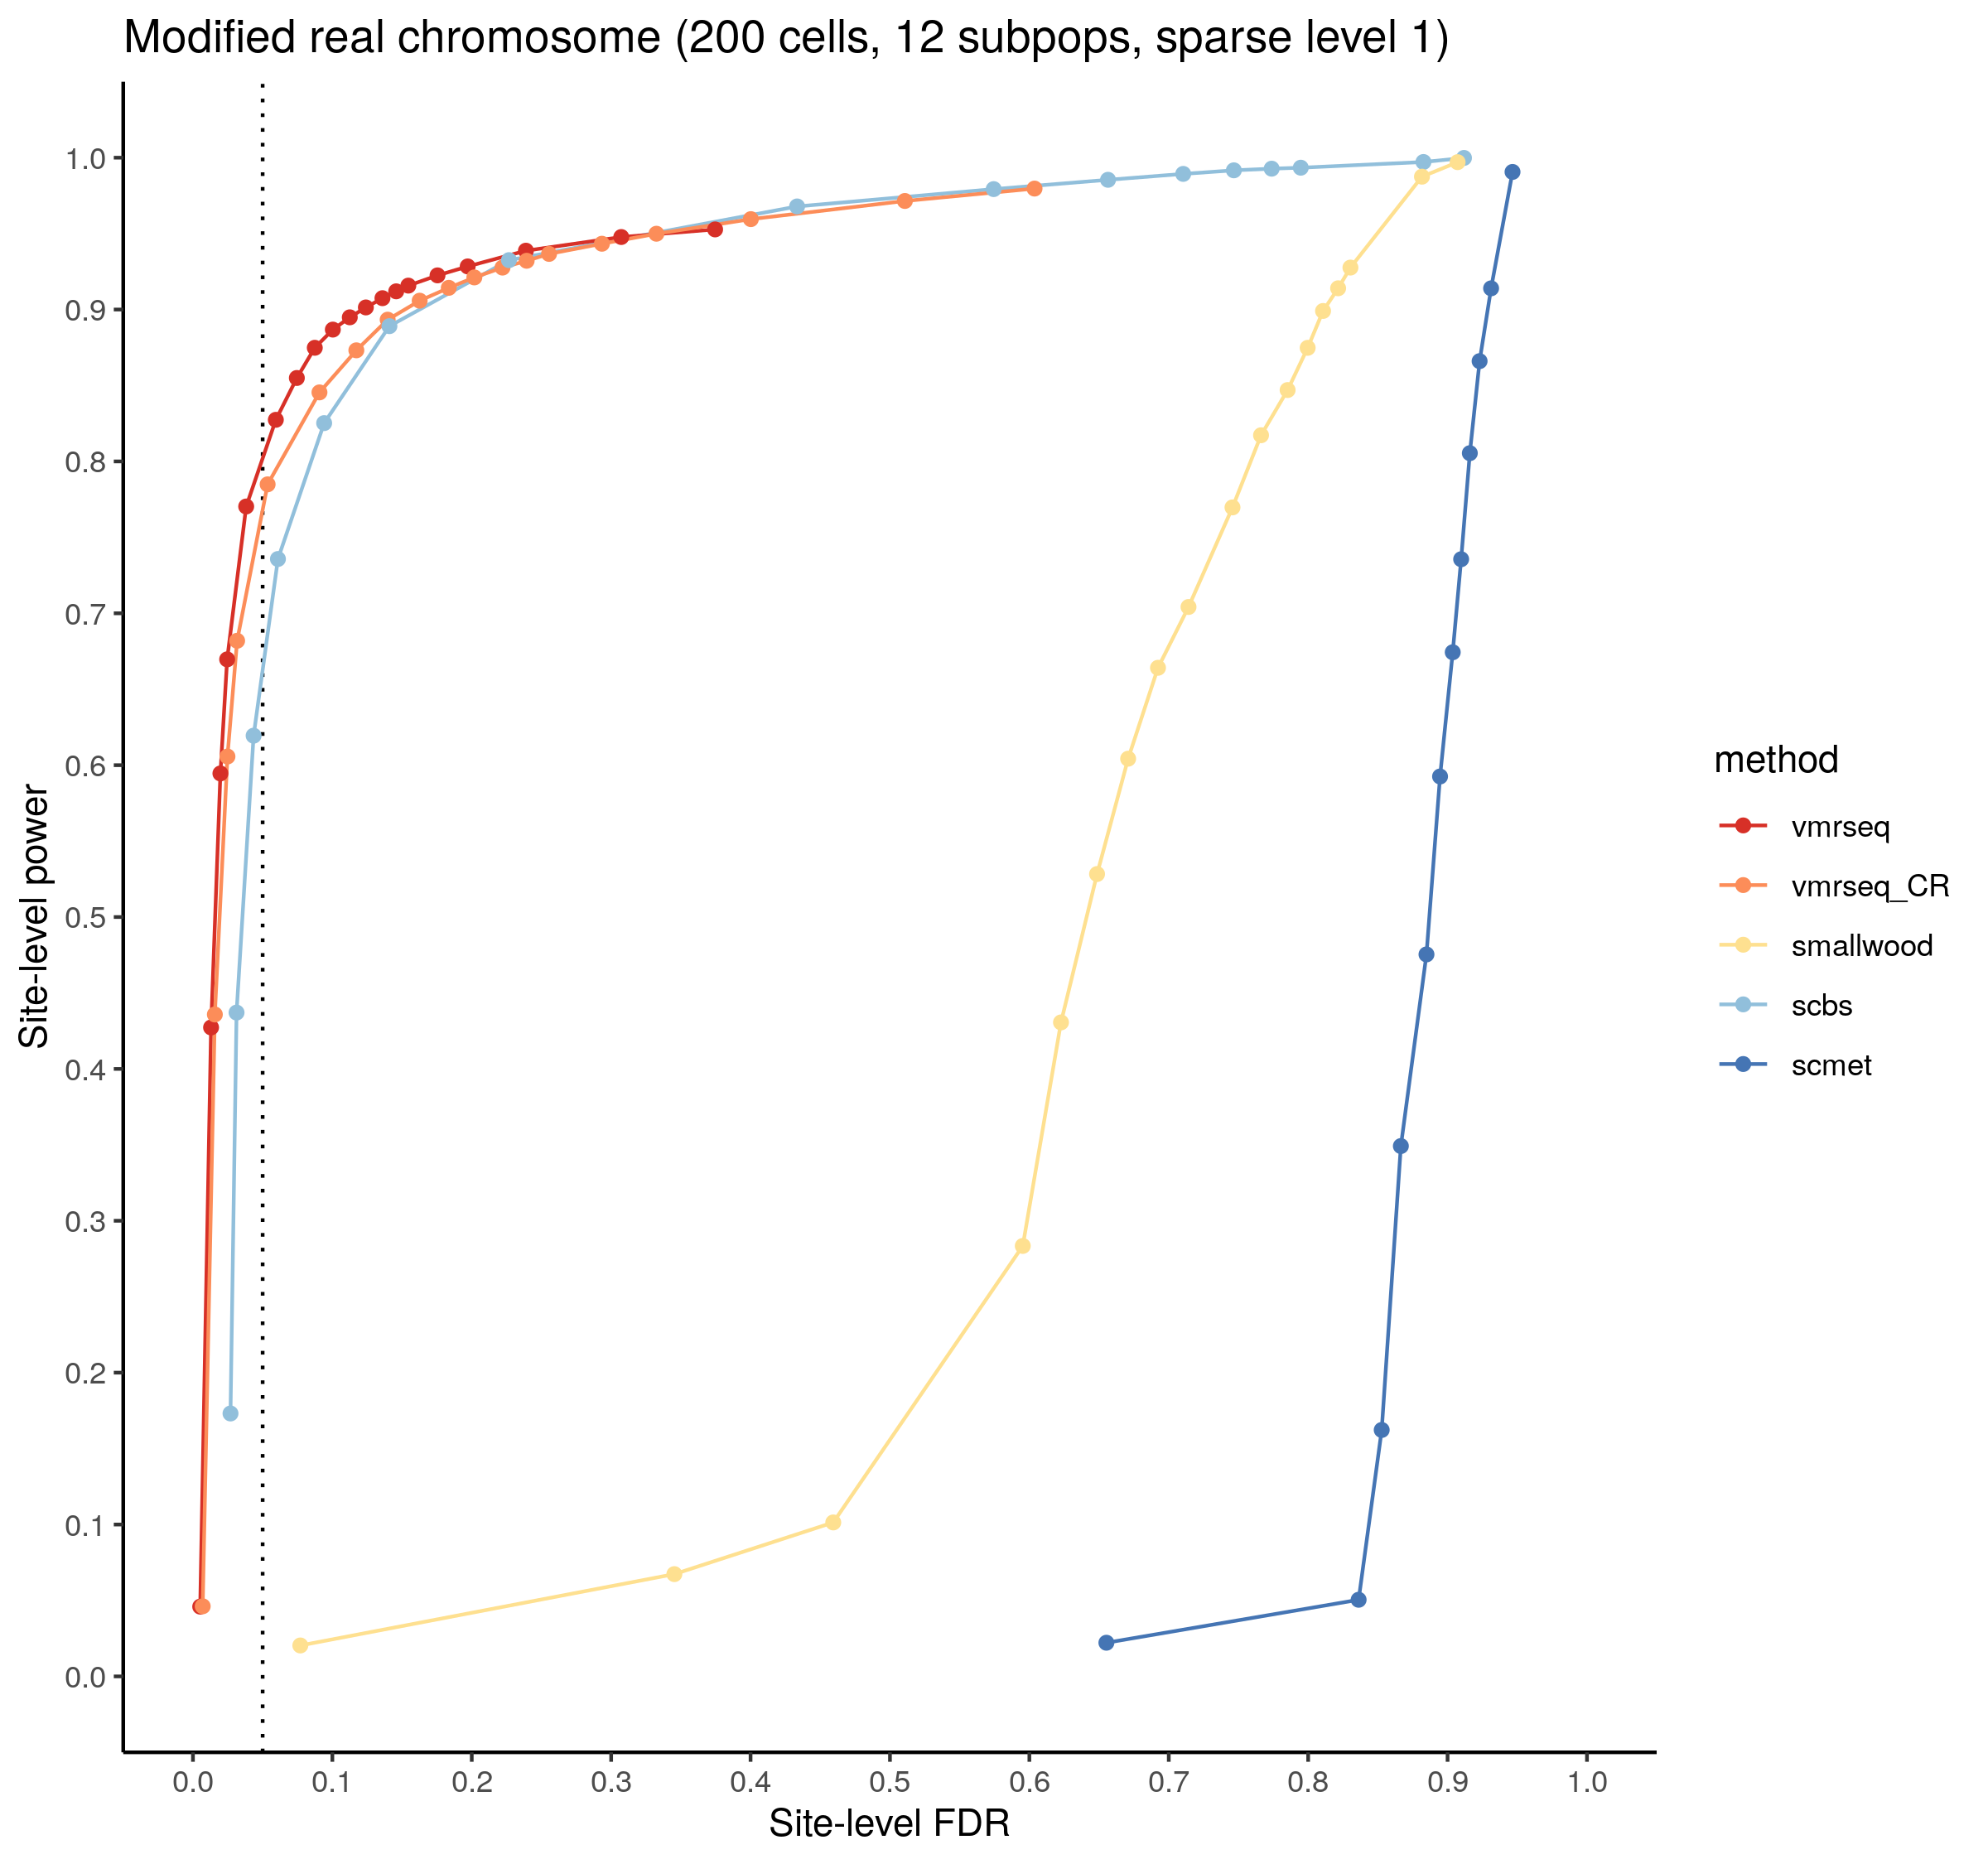 Modified real chromosome (200 cells, 12 subpops, sparse level 1)
Site-level power
1.0
0.9
0.8
0.7
0.6
0.5
0.4
0.3
0.2
0.1
0.0
0.0 0.1 0.2 0.3 0.4 0.5 0.6 0.7 0.8 0.9 1.0
Site-level FDR
method
vmrseq
vmrseq_CR
smallwood
scbs
scmet